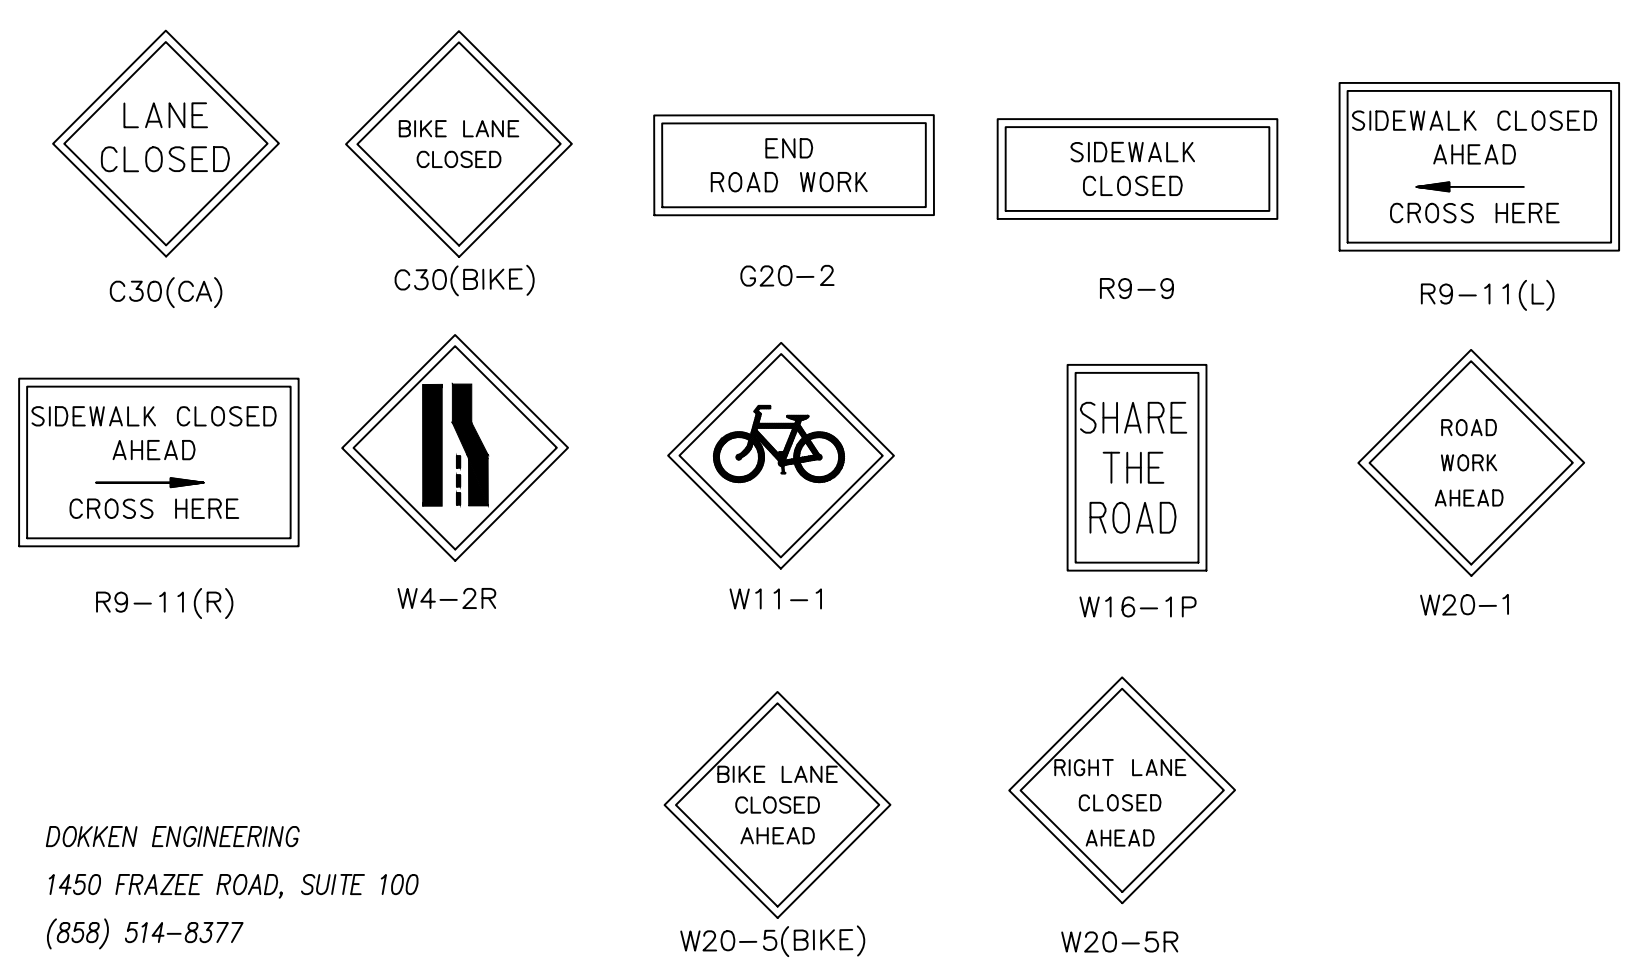 LANE
CLOSED
C30(CA)
BIKE LANE
CLOSED
C30(BIKE)
END
ROAD WORK
G20-2
SIDEWALK
CLOSED
R9-9
SIDEWALK CLOSED
AHEAD
CROSS HERE
R9-11(L)
SIDEWALK CLOSED
AHEAD
CROSS HERE
R9-11(R)
W4-2R
W11-1
SHARE
THE
ROAD
W16-1P
ROAD
WORK
AHEAD
W20-1
BIKE LANE
CLOSED
AHEAD
W20-5(BIKE)
RIGHT LANE
CLOSED
AHEAD
W20-5R
DOKKEN ENGINEERING
1450 FRAZEE ROAD, SUITE 100
(858) 514-8377